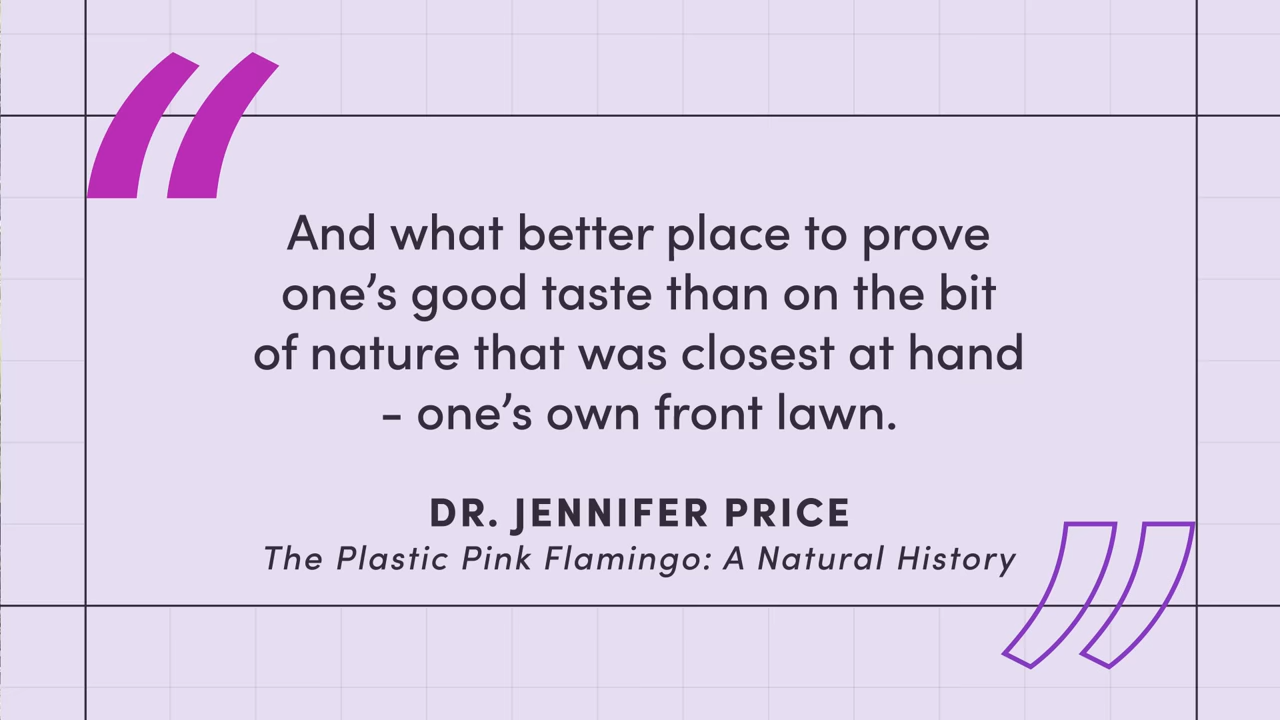 And what better place to prove
one’s good taste than on the bit
of nature that was closest at hand
- one’s own front lawn.
DR. JENNIFER PRICE
The Plastic Pink Flamingo: A Natural History